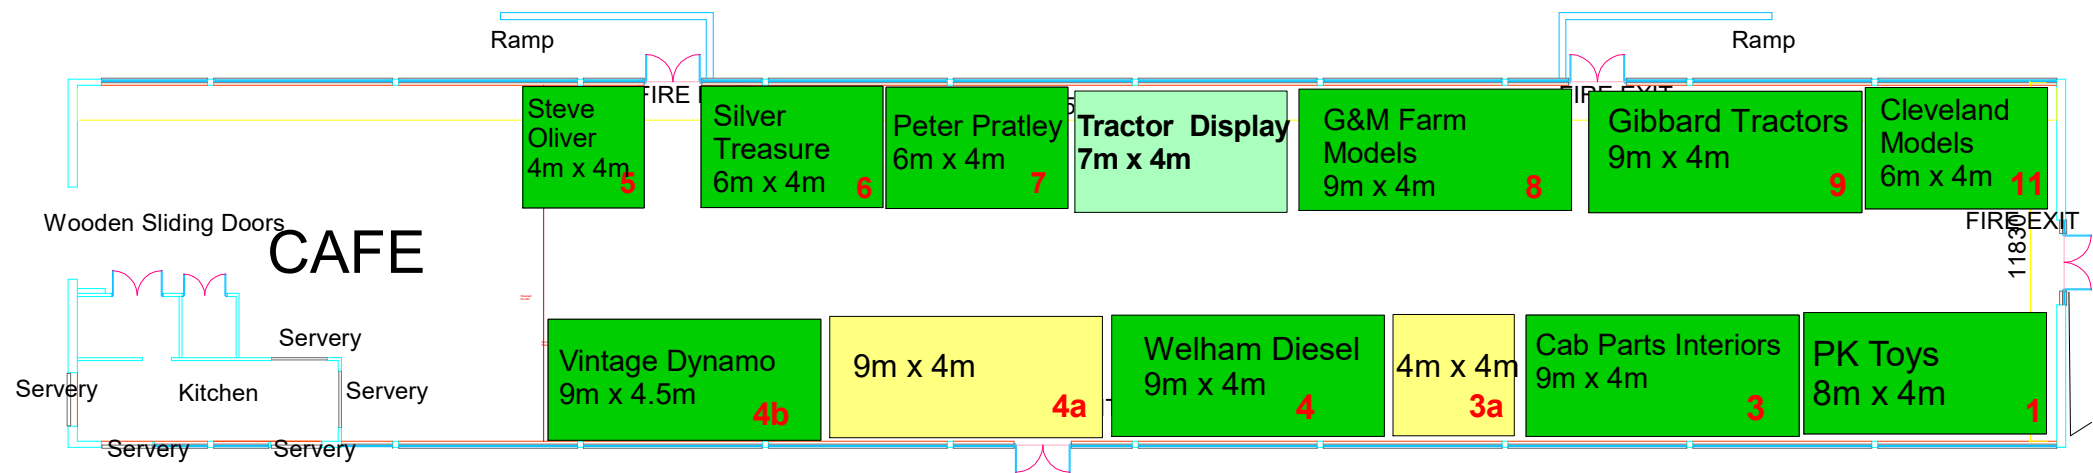 Ramp
Ramp
FIRE
FIRE EXIT
Steve
Oliver
4m x 4m
5
Silver
Treasure
6m x 4m
6
Peter Pratley
6m x 4m
7
Tractor Display
7m x 4m
G&M Farm
Models
9m x 4m
8
Gibbard Tractors
9m x 4m
9
Cleveland
Models
6m x 4m
11
Wooden Sliding Doors
CAFE
FIRE EXIT
11830
Servery
Servery
Kitchen
Servery
Servery
Servery
Vintage Dynamo
9m x 4.5m
4b
9m x 4m
4a
Welham Diesel
9m x 4m
4
4m x 4m
3a
Cab Parts Interiors
9m x 4m
3
PK Toys
8m x 4m
1